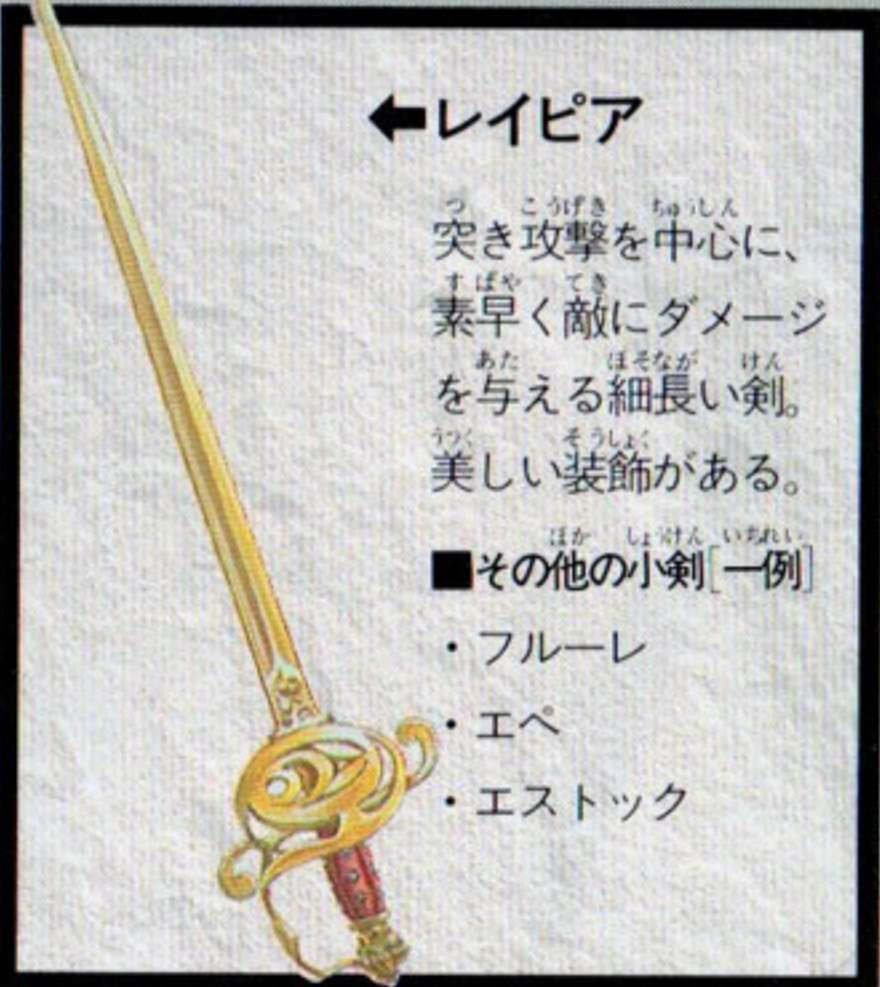 ←レイピア
突き攻撃を中心に、
素早く敵にダメージ
を与える細長い剣。
美しい装飾がある。
■その他の小剣[一例]
・フルーレ
・エペ
・エストック